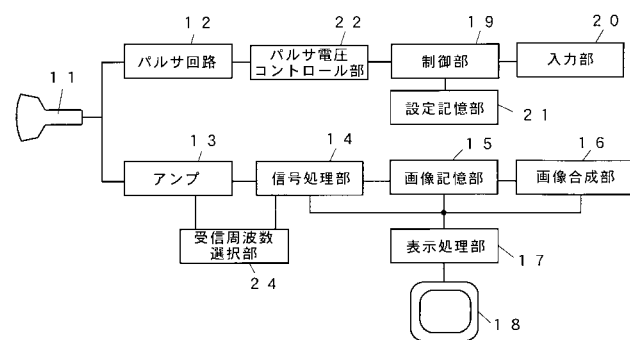 １２
２２
１９
２０
パルサ回路
パルサ電圧
コントロール部
制御部
入力部
１１
設定記憶部
２１
１３
１４
１５
１６
アンプ
信号処理部
画像記憶部
画像合成部
受信周波数
選択部
２４
表示処理部
１７
１８